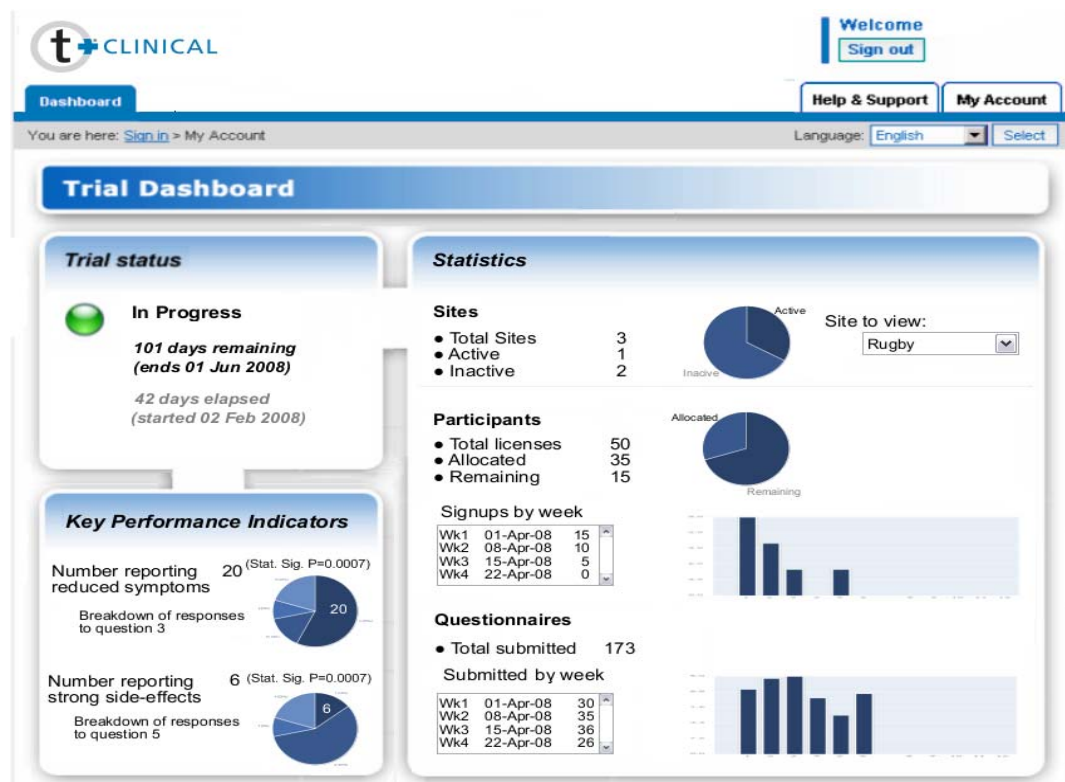 t+ CLINICAL
Welcome
Sign out
Dashboard
Help & Support
My Account
You are here: Sign in > My Account
Language: English
Select
Trial Dashboard
Trial status
In Progress
101 days remaining
(ends 01 Jun 2008)
42 days elapsed
(started 02 Feb 2008)
Key Performance Indicators
Number reporting
reduced symptoms
20
(Stat. Sig. P=0.0007)
20
Breakdown of responses
to question 3
Number reporting
strong side-effects
6
(Stat. Sig. P=0.0007)
6
Breakdown of responses
to question 5
Statistics
Sites
• Total Sites 3
• Active 1
• Inactive 2
Active
Inacive
Site to view:
Rugby
Participants
• Total licenses 50
• Allocated 35
• Remaining 15
Allocated
Remaining
Signups by week
Wk1 01-Apr-08 15
Wk2 08-Apr-08 10
Wk3 15-Apr-08 5
Wk4 22-Apr-08 0
Questionnaires
• Total submitted 173
Submitted by week
Wk1 01-Apr-08 30
Wk2 08-Apr-08 35
Wk3 15-Apr-08 36
Wk4 22-Apr-08 26